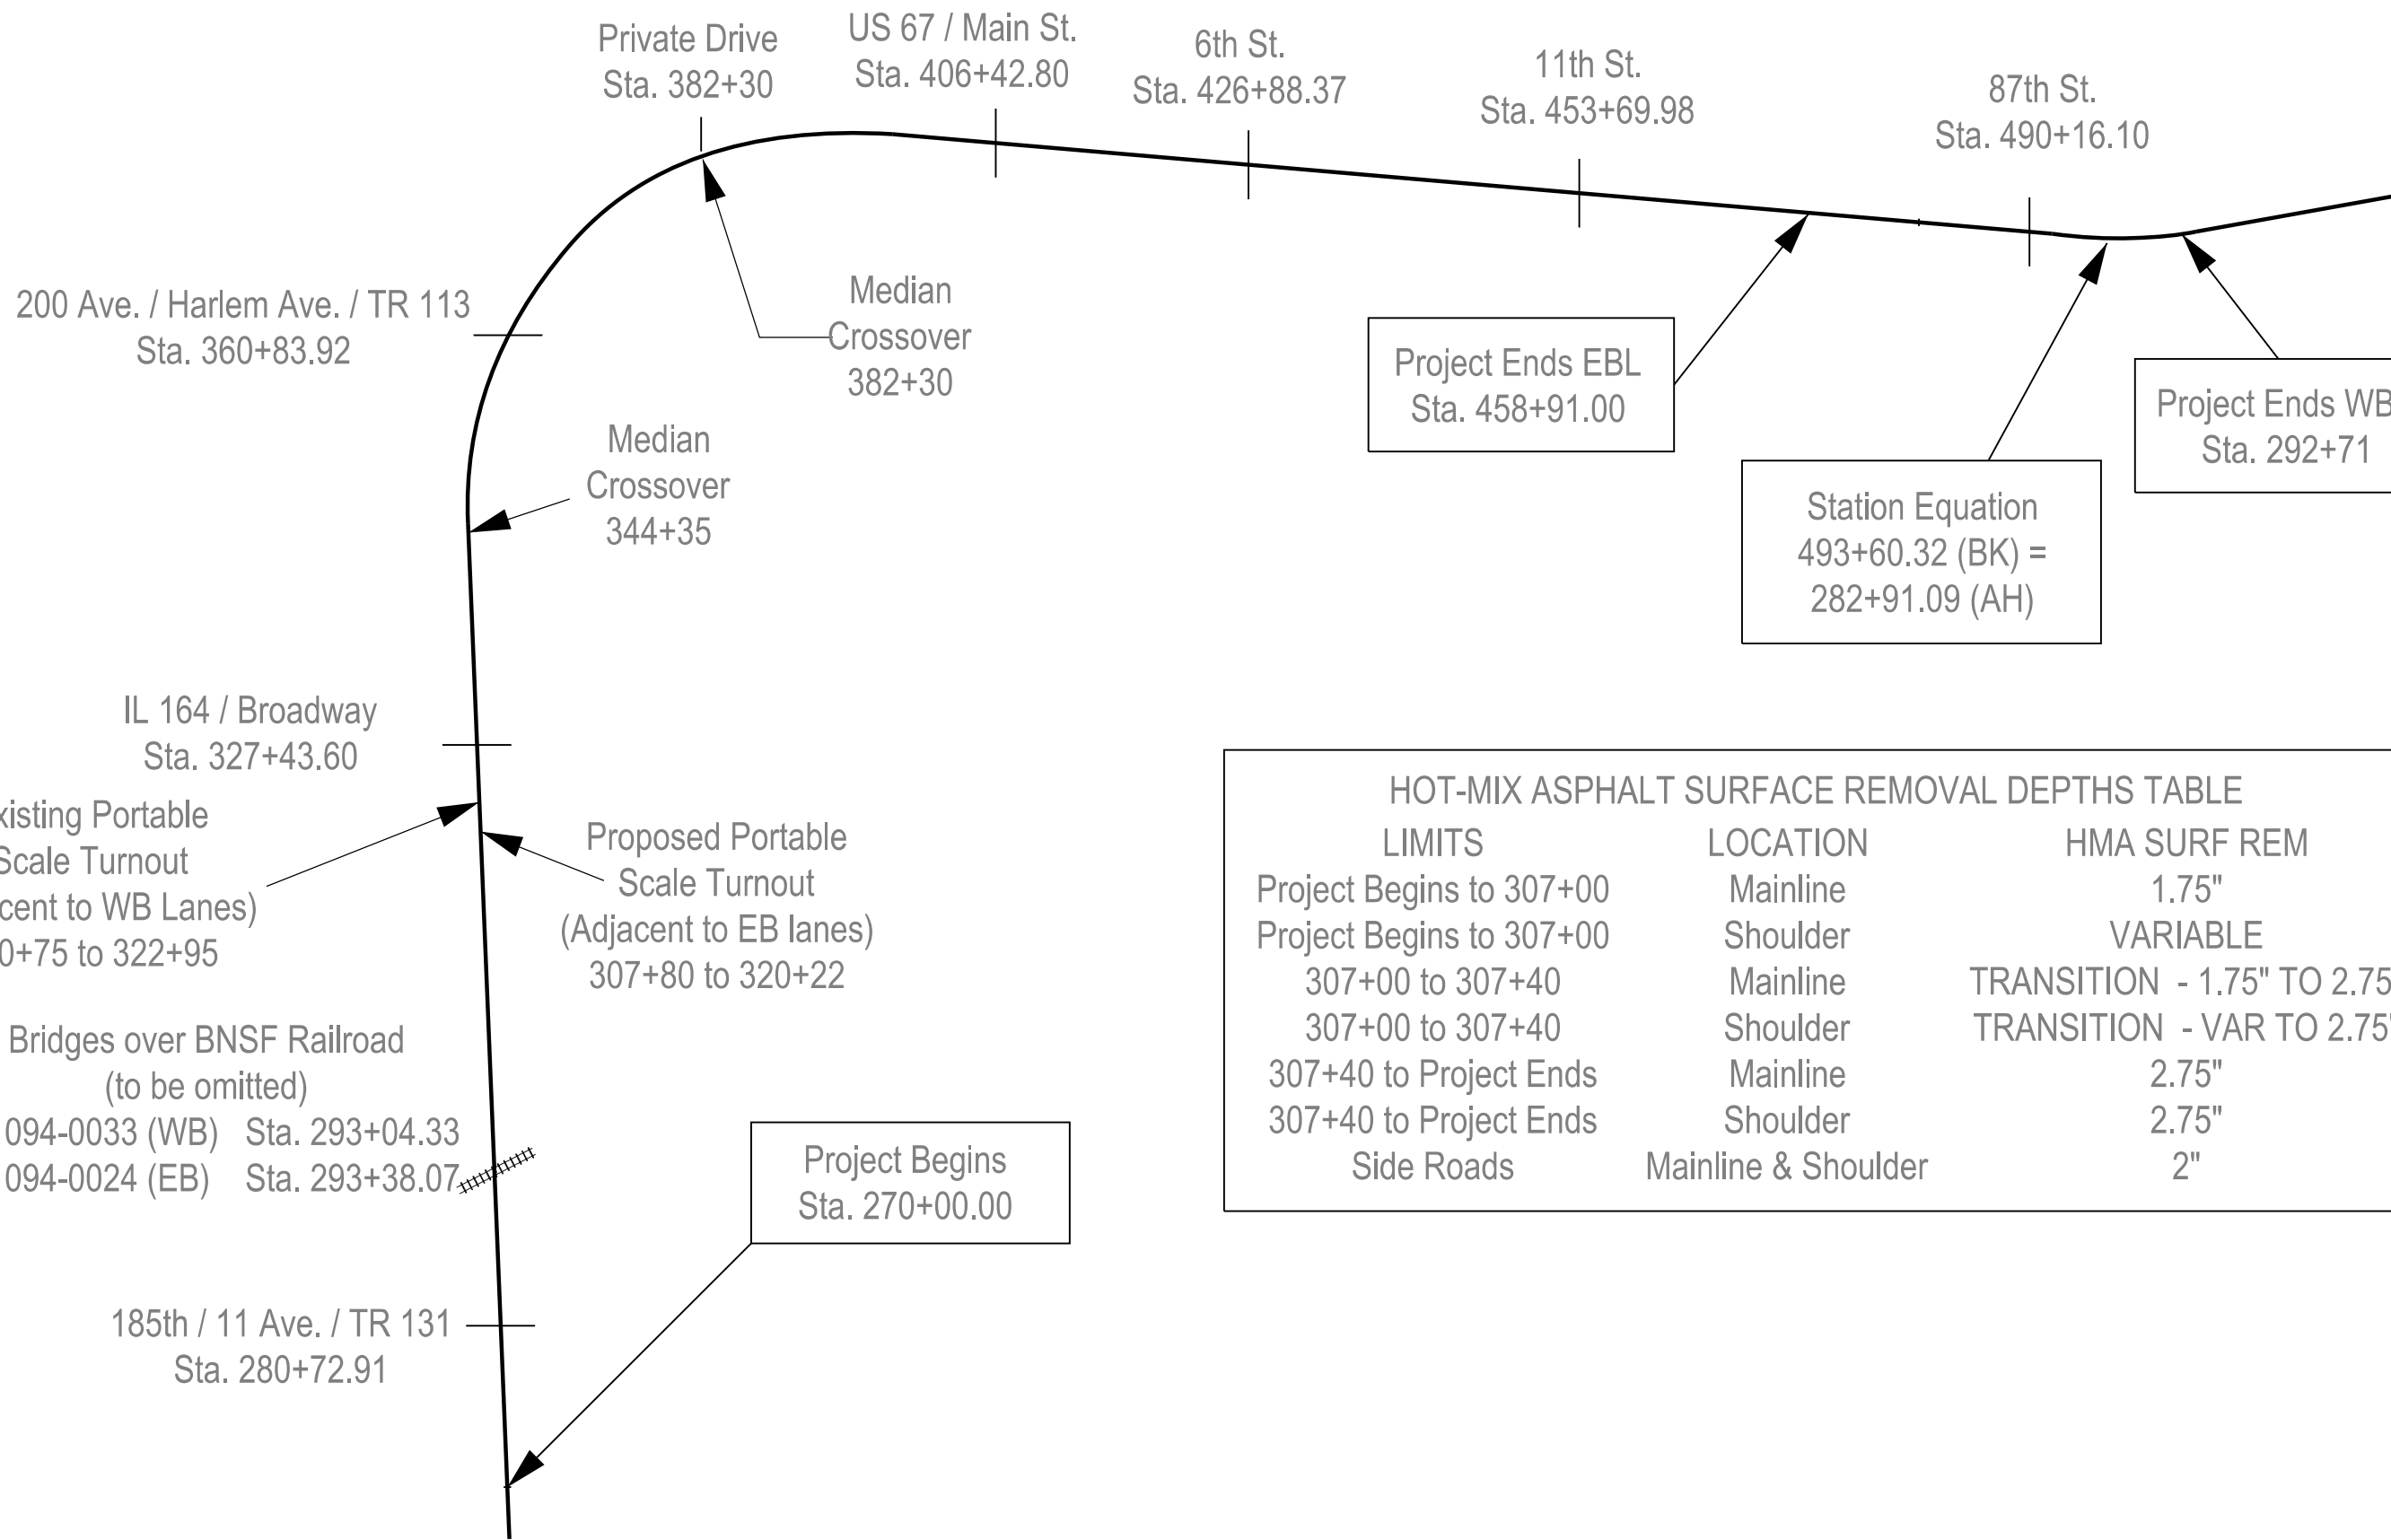 Private Drive
Sta. 382+30
US 67 / Main St.
Sta. 406+42.80
6th St.
Sta. 426+88.37
11th St.
Sta. 453+69.98
87th St.
Sta. 490+16.10
200 Ave. / Harlem Ave. / TR 113
Sta. 360+83.92
Median
Crossover
382+30
Project Ends EBL
Sta. 458+91.00
Project Ends WB
Sta. 292+71
Median
Crossover
344+35
Station Equation
493+60.32 (BK) =
282+91.09 (AH)
IL 164 / Broadway
Sta. 327+43.60
xisting Portable
Scale Turnout
cent to WB Lanes)
0+75 to 322+95
Proposed Portable
Scale Turnout
(Adjacent to EB lanes)
307+80 to 320+22
Bridges over BNSF Railroad
(to be omitted)
094-0033 (WB) Sta. 293+04.33
094-0024 (EB) Sta. 293+38.07
Project Begins
Sta. 270+00.00
185th / 11 Ave. / TR 131
Sta. 280+72.91
HOT-MIX ASPHALT SURFACE REMOVAL DEPTHS TABLE
LIMITS LOCATION HMA SURF REM
Project Begins to 307+00 Mainline 1.75"
Project Begins to 307+00 Shoulder VARIABLE
307+00 to 307+40 Mainline TRANSITION - 1.75" TO 2.75
307+00 to 307+40 Shoulder TRANSITION - VAR TO 2.75"
307+40 to Project Ends Mainline 2.75"
307+40 to Project Ends Shoulder 2.75"
Side Roads Mainline & Shoulder 2"